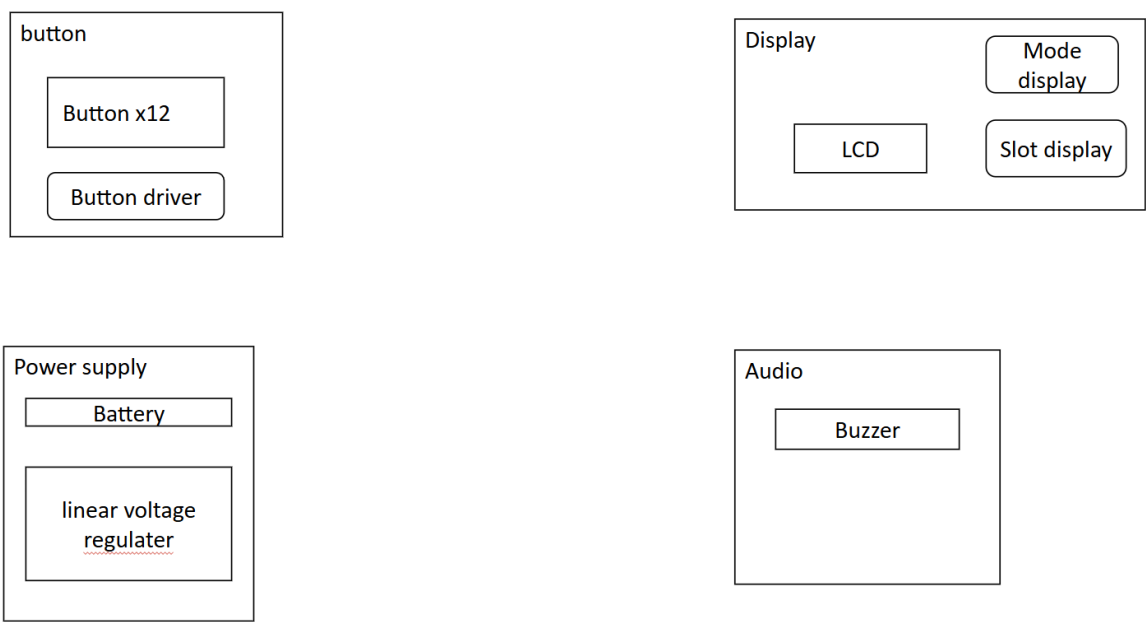 button
Button x12
Button driver
Display
Mode
display
LCD
Slot display
Power supply
Battery
linear voltage
regulater
Audio
Buzzer